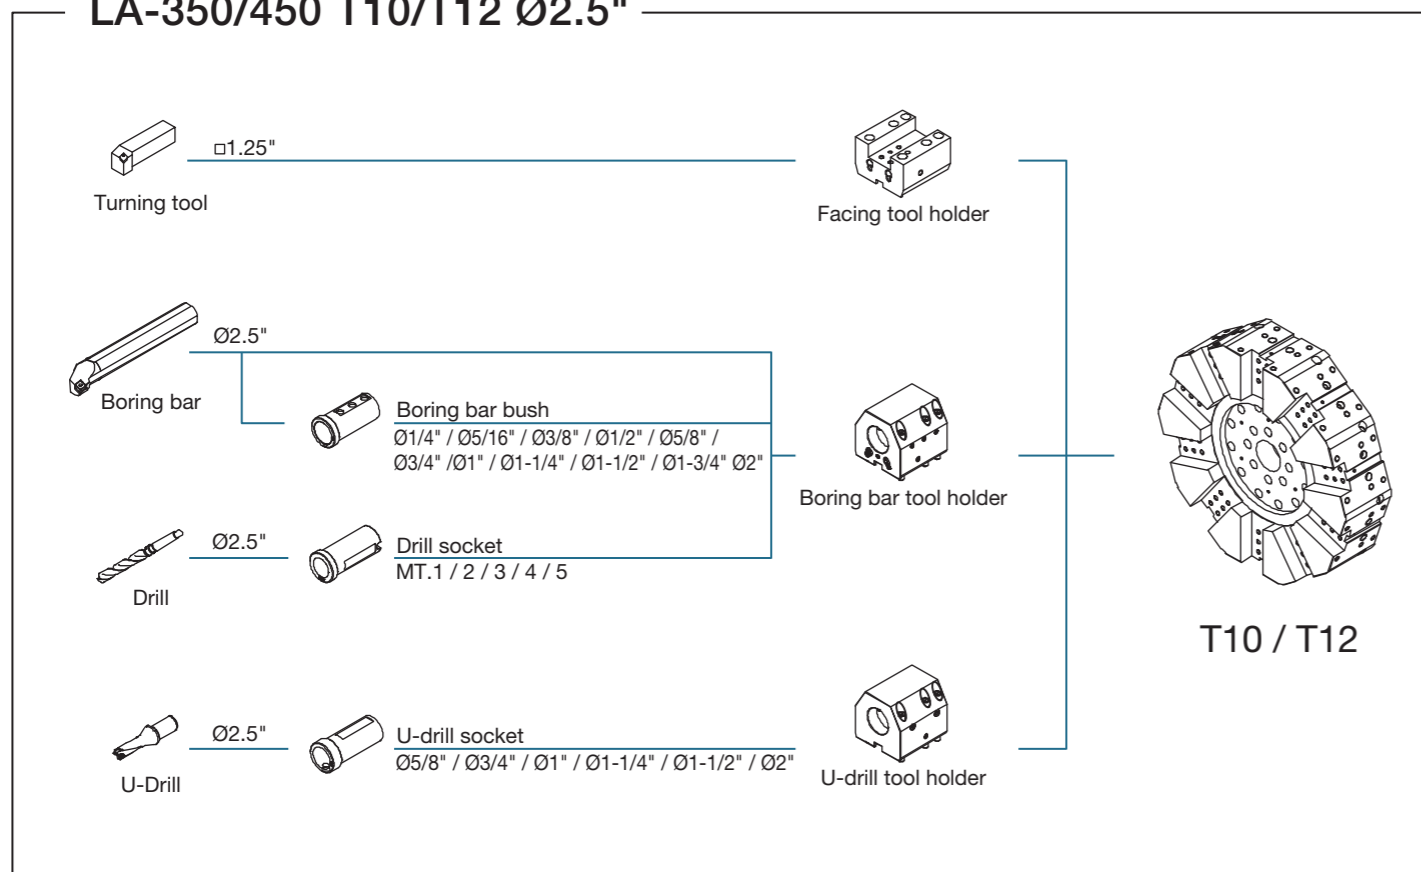 LA-350/450 T10/T12 Ø2.5"
□1.25"
Turning tool
Facing tool holder
Ø2.5"
Boring bar
Boring bar bush
Ø1/4" / Ø5/16" / Ø3/8" / Ø1/2" / Ø5/8" /
Ø3/4" /Ø1" / Ø1-1/4" / Ø1-1/2" / Ø1-3/4" Ø2"
Boring bar tool holder
Ø2.5"
Drill
Drill socket
MT.1 / 2 / 3 / 4 / 5
T10 / T12
Ø2.5"
U-Drill
U-drill socket
Ø5/8" / Ø3/4" / Ø1" / Ø1-1/4" / Ø1-1/2" / Ø2"
U-drill tool holder